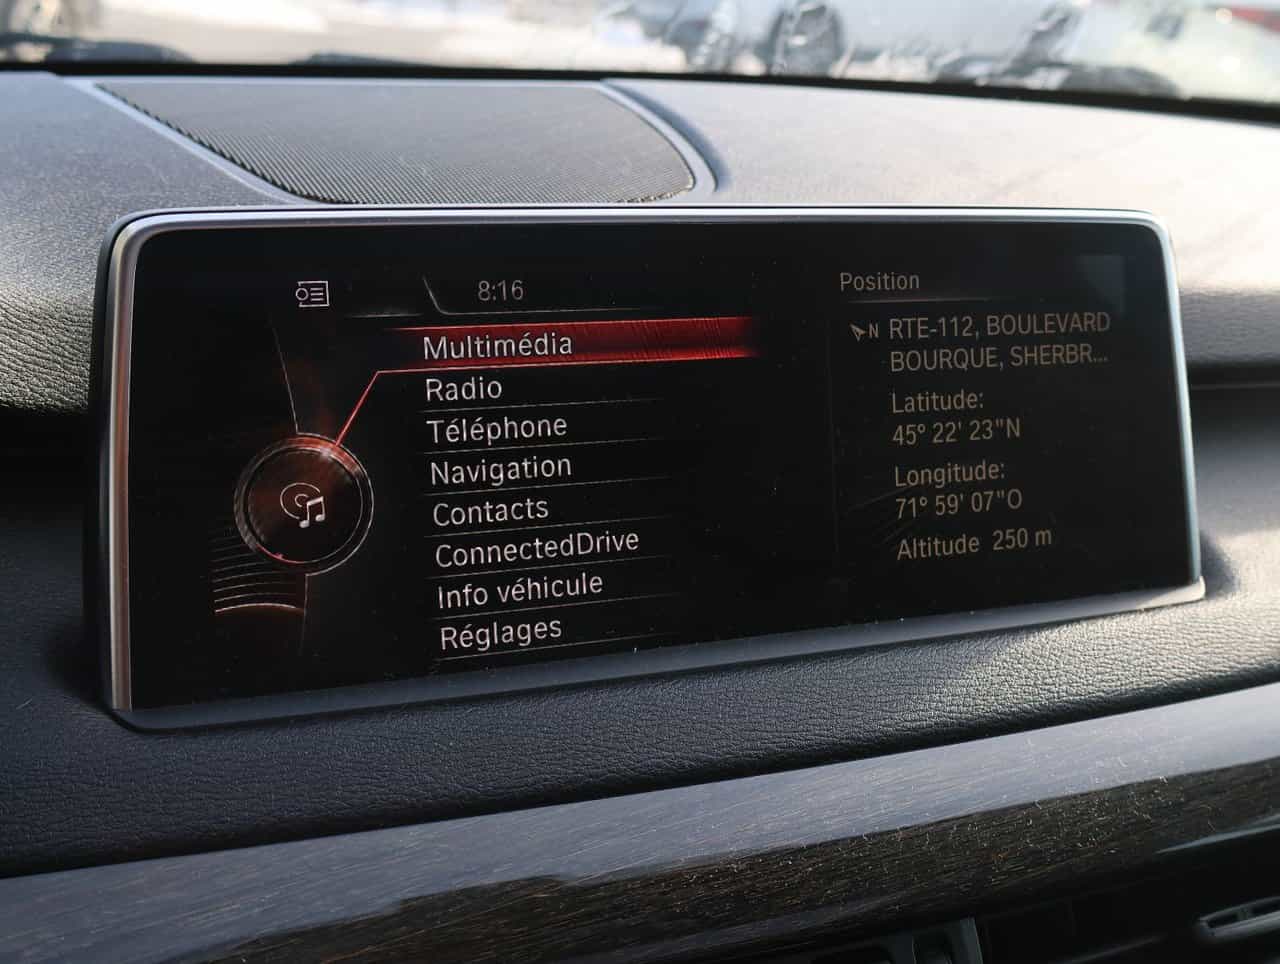 8:16
Multimédia
Radio
Téléphone
Navigation
Contacts
ConnectedDrive
Info véhicule
Réglages
Position
N RTE-112, BOULEVARD
BOURQUE, SHERBR...
Latitude:
45° 22' 23"N
Longitude:
71° 59' 07"O
Altitude 250 m